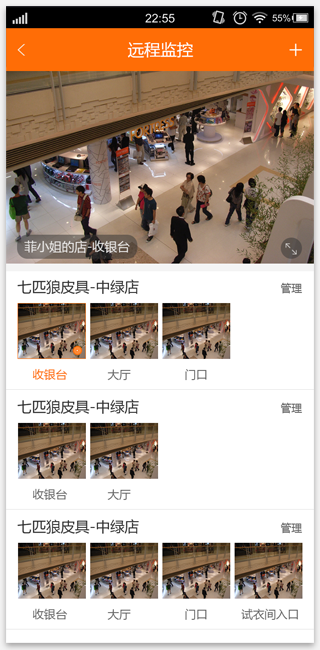 22:55
55%
远程监控
菲小姐的店-收银台
七匹狼皮具-中绿店
管理
收银台
大厅
门口
七匹狼皮具-中绿店
管理
收银台
大厅
七匹狼皮具-中绿店
管理
收银台
大厅
门口
试衣间入口